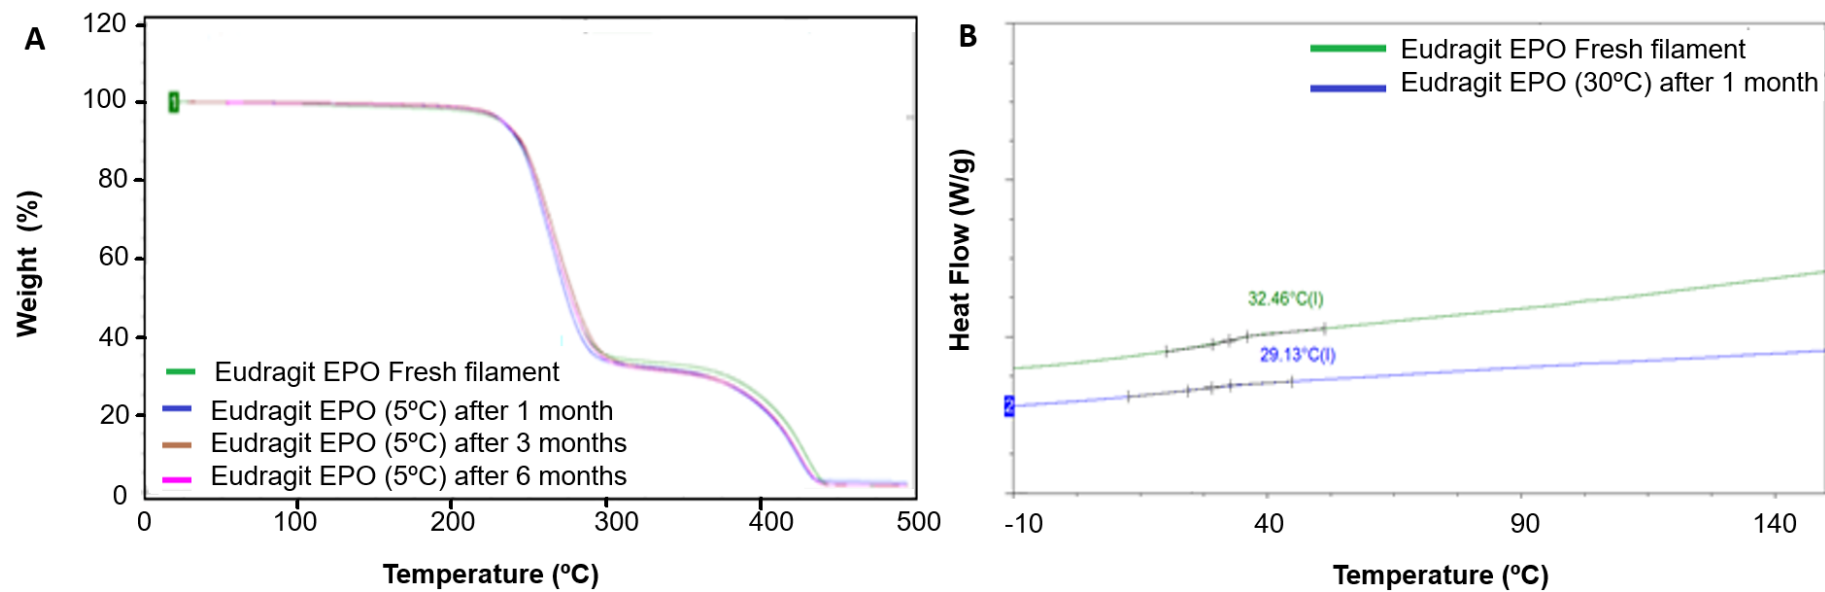 A
120
100
80
60
40
20
0
Weight (%)
1
Eudragit EPO Fresh filament
Eudragit EPO (5ºC) after 1 month
Eudragit EPO (5ºC) after 3 months
Eudragit EPO (5ºC) after 6 months
0 100 200 300 400 500
Temperature (ºC)
B
Eudragit EPO Fresh filament
Eudragit EPO (30ºC) after 1 month
Heat Flow (W/g)
32.46°C(I)
29.13°C(I)
2
-10 40 90 140
Temperature (ºC)